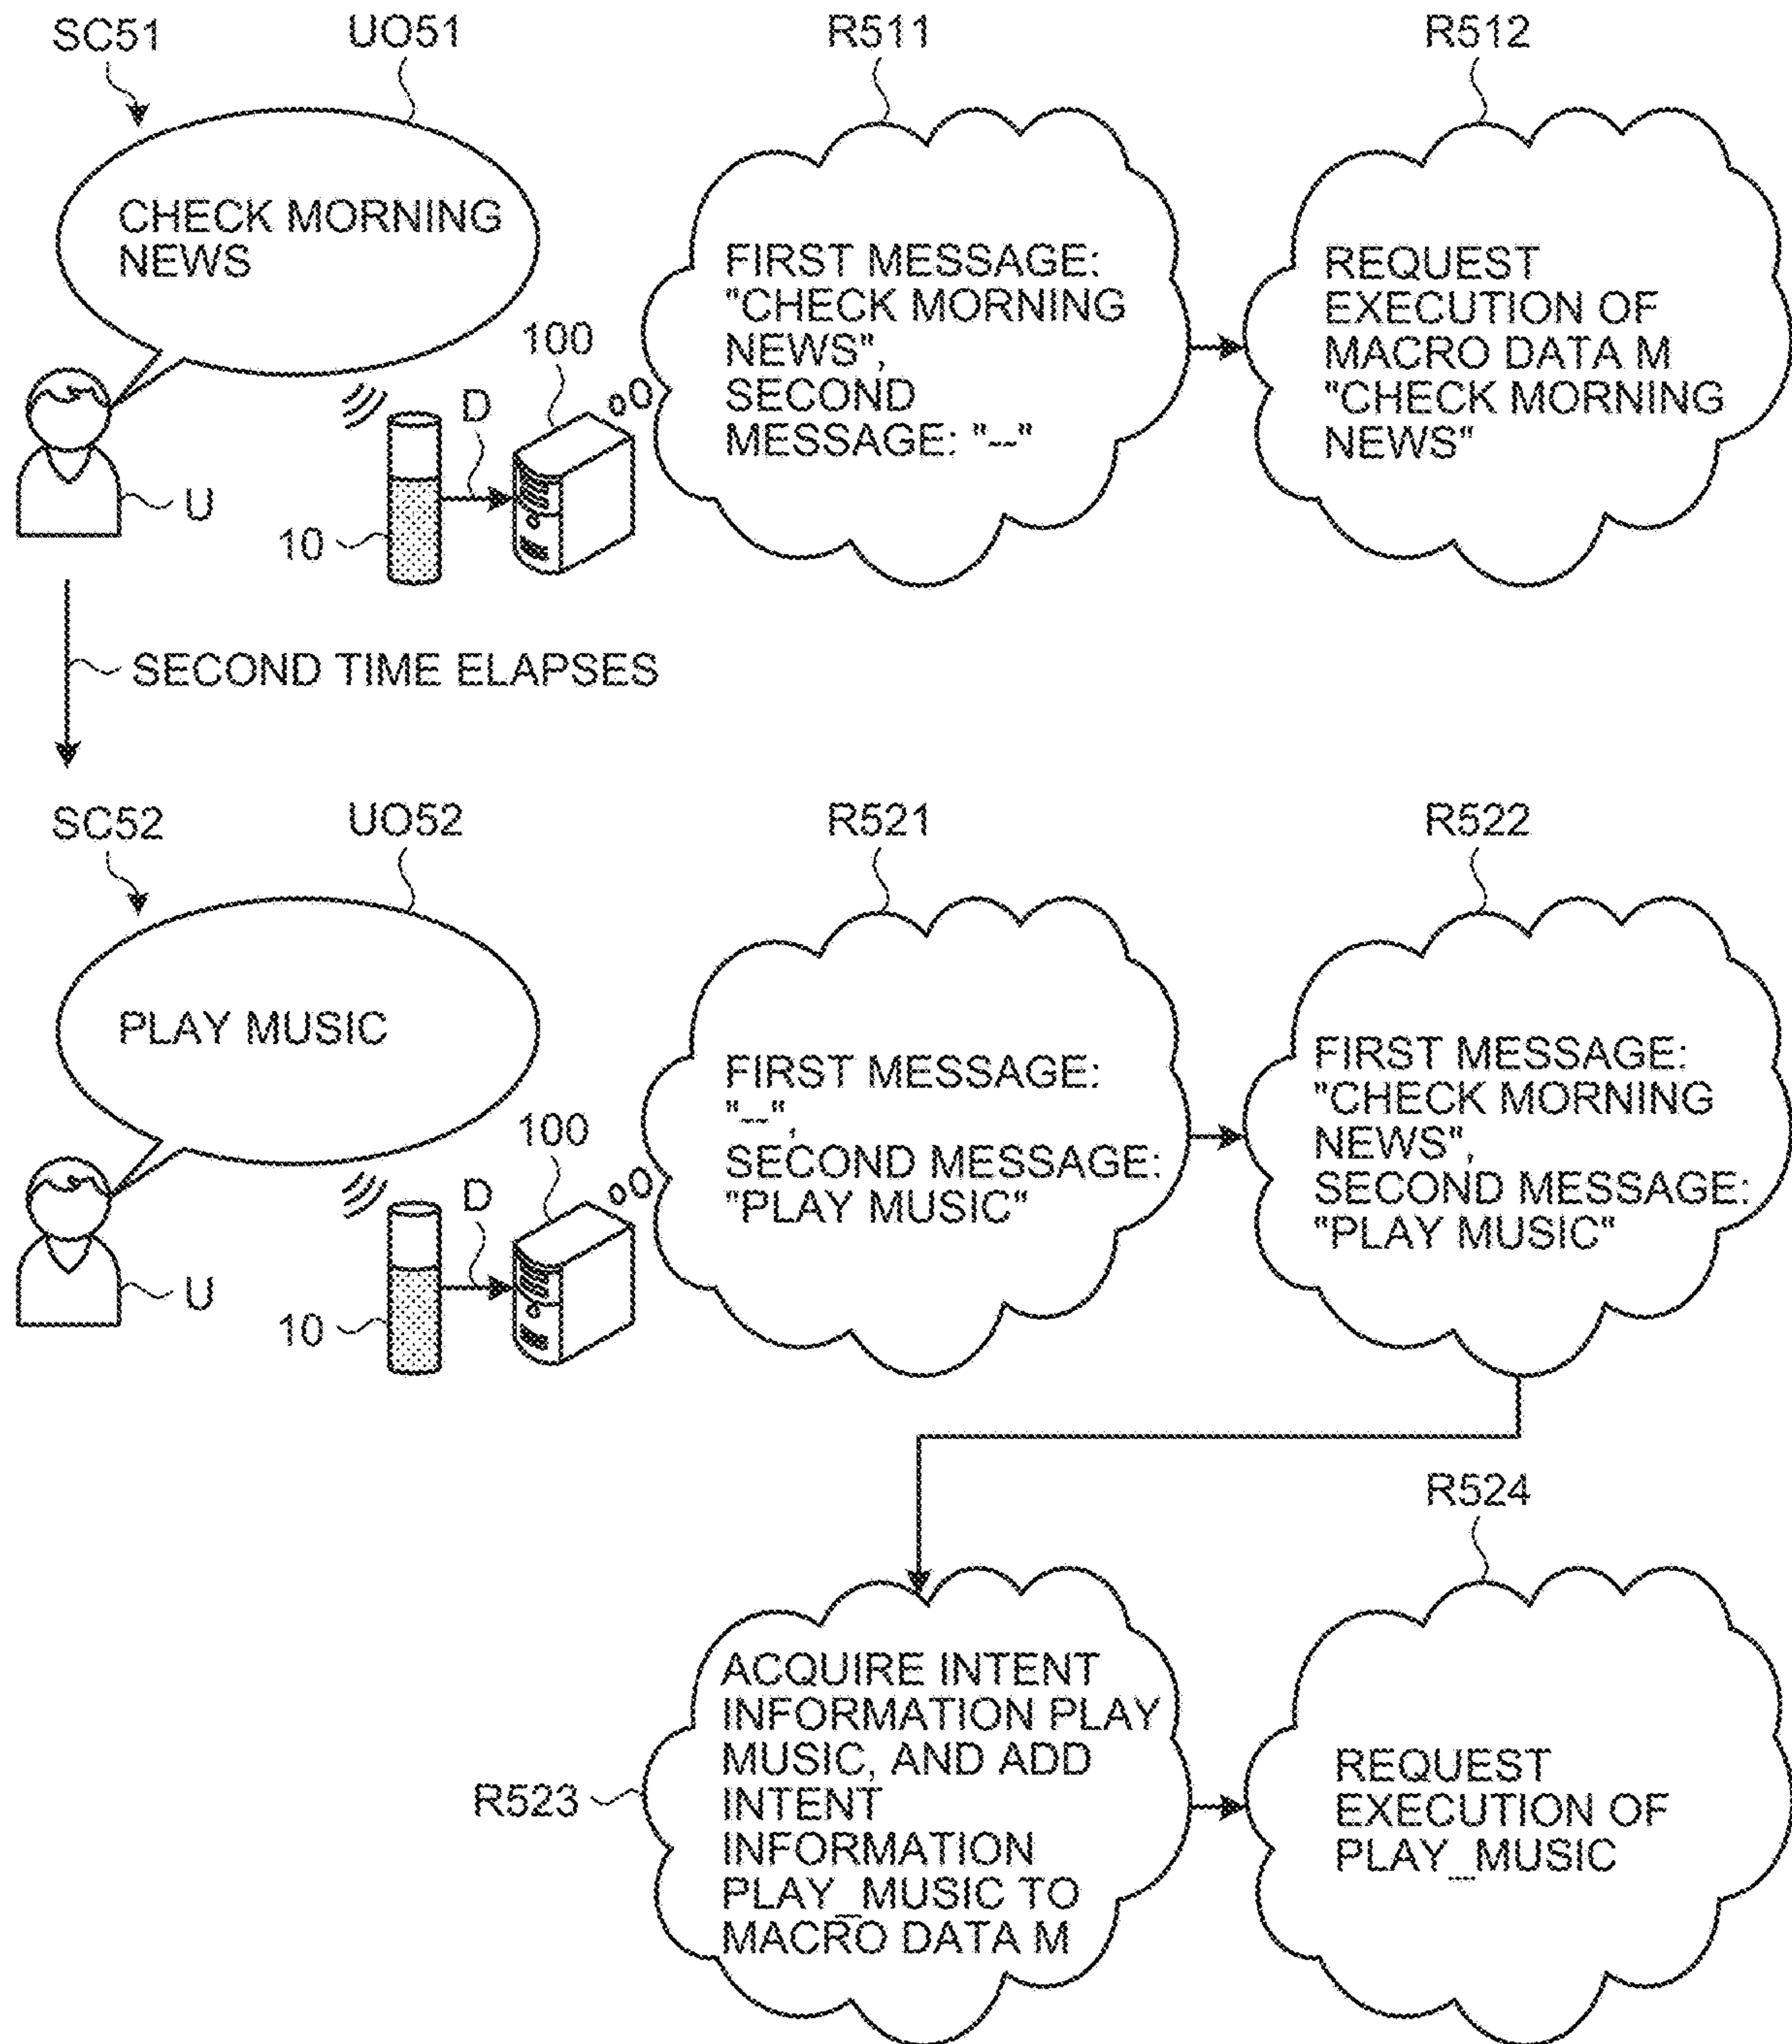 SC51
UO51
R511
R512
CHECK MORNING
NEWS
FIRST MESSAGE:
"CHECK MORNING
NEWS",
SECOND
MESSAGE: "--"
REQUEST
EXECUTION OF
MACRO DATA M
"CHECK MORNING
NEWS"
100
D
U
10
SECOND TIME ELAPSES
SC52
UO52
R521
R522
PLAY MUSIC
FIRST MESSAGE:
"--",
SECOND MESSAGE:
"PLAY MUSIC"
FIRST MESSAGE:
"CHECK MORNING
NEWS",
SECOND MESSAGE:
"PLAY MUSIC"
100
D
U
10
R524
R523
ACQUIRE INTENT
INFORMATION PLAY
MUSIC, AND ADD
INTENT
INFORMATION
PLAY_MUSIC TO
MACRO DATA M
REQUEST
EXECUTION OF
PLAY_MUSIC